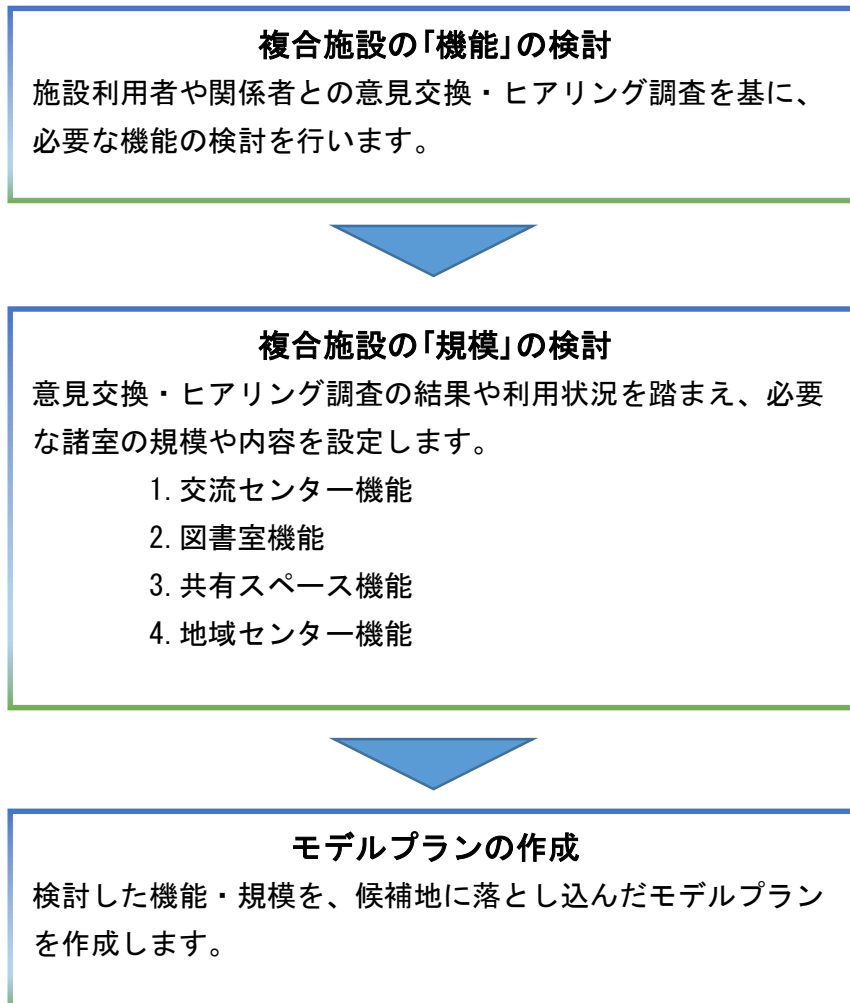 複合施設の「機能」の検討
施設利用者や関係者との意見交換・ヒアリング調査を基に、
必要な機能の検討を行います。
複合施設の「規模」の検討
意見交換・ヒアリング調査の結果や利用状況を踏まえ、必要
な諸室の規模や内容を設定します。
1.交流センター機能
2.図書室機能
3.共有スペース機能
4.地域センター機能
モデルプランの作成
検討した機能・規模を、候補地に落とし込んだモデルプラン
を作成します。